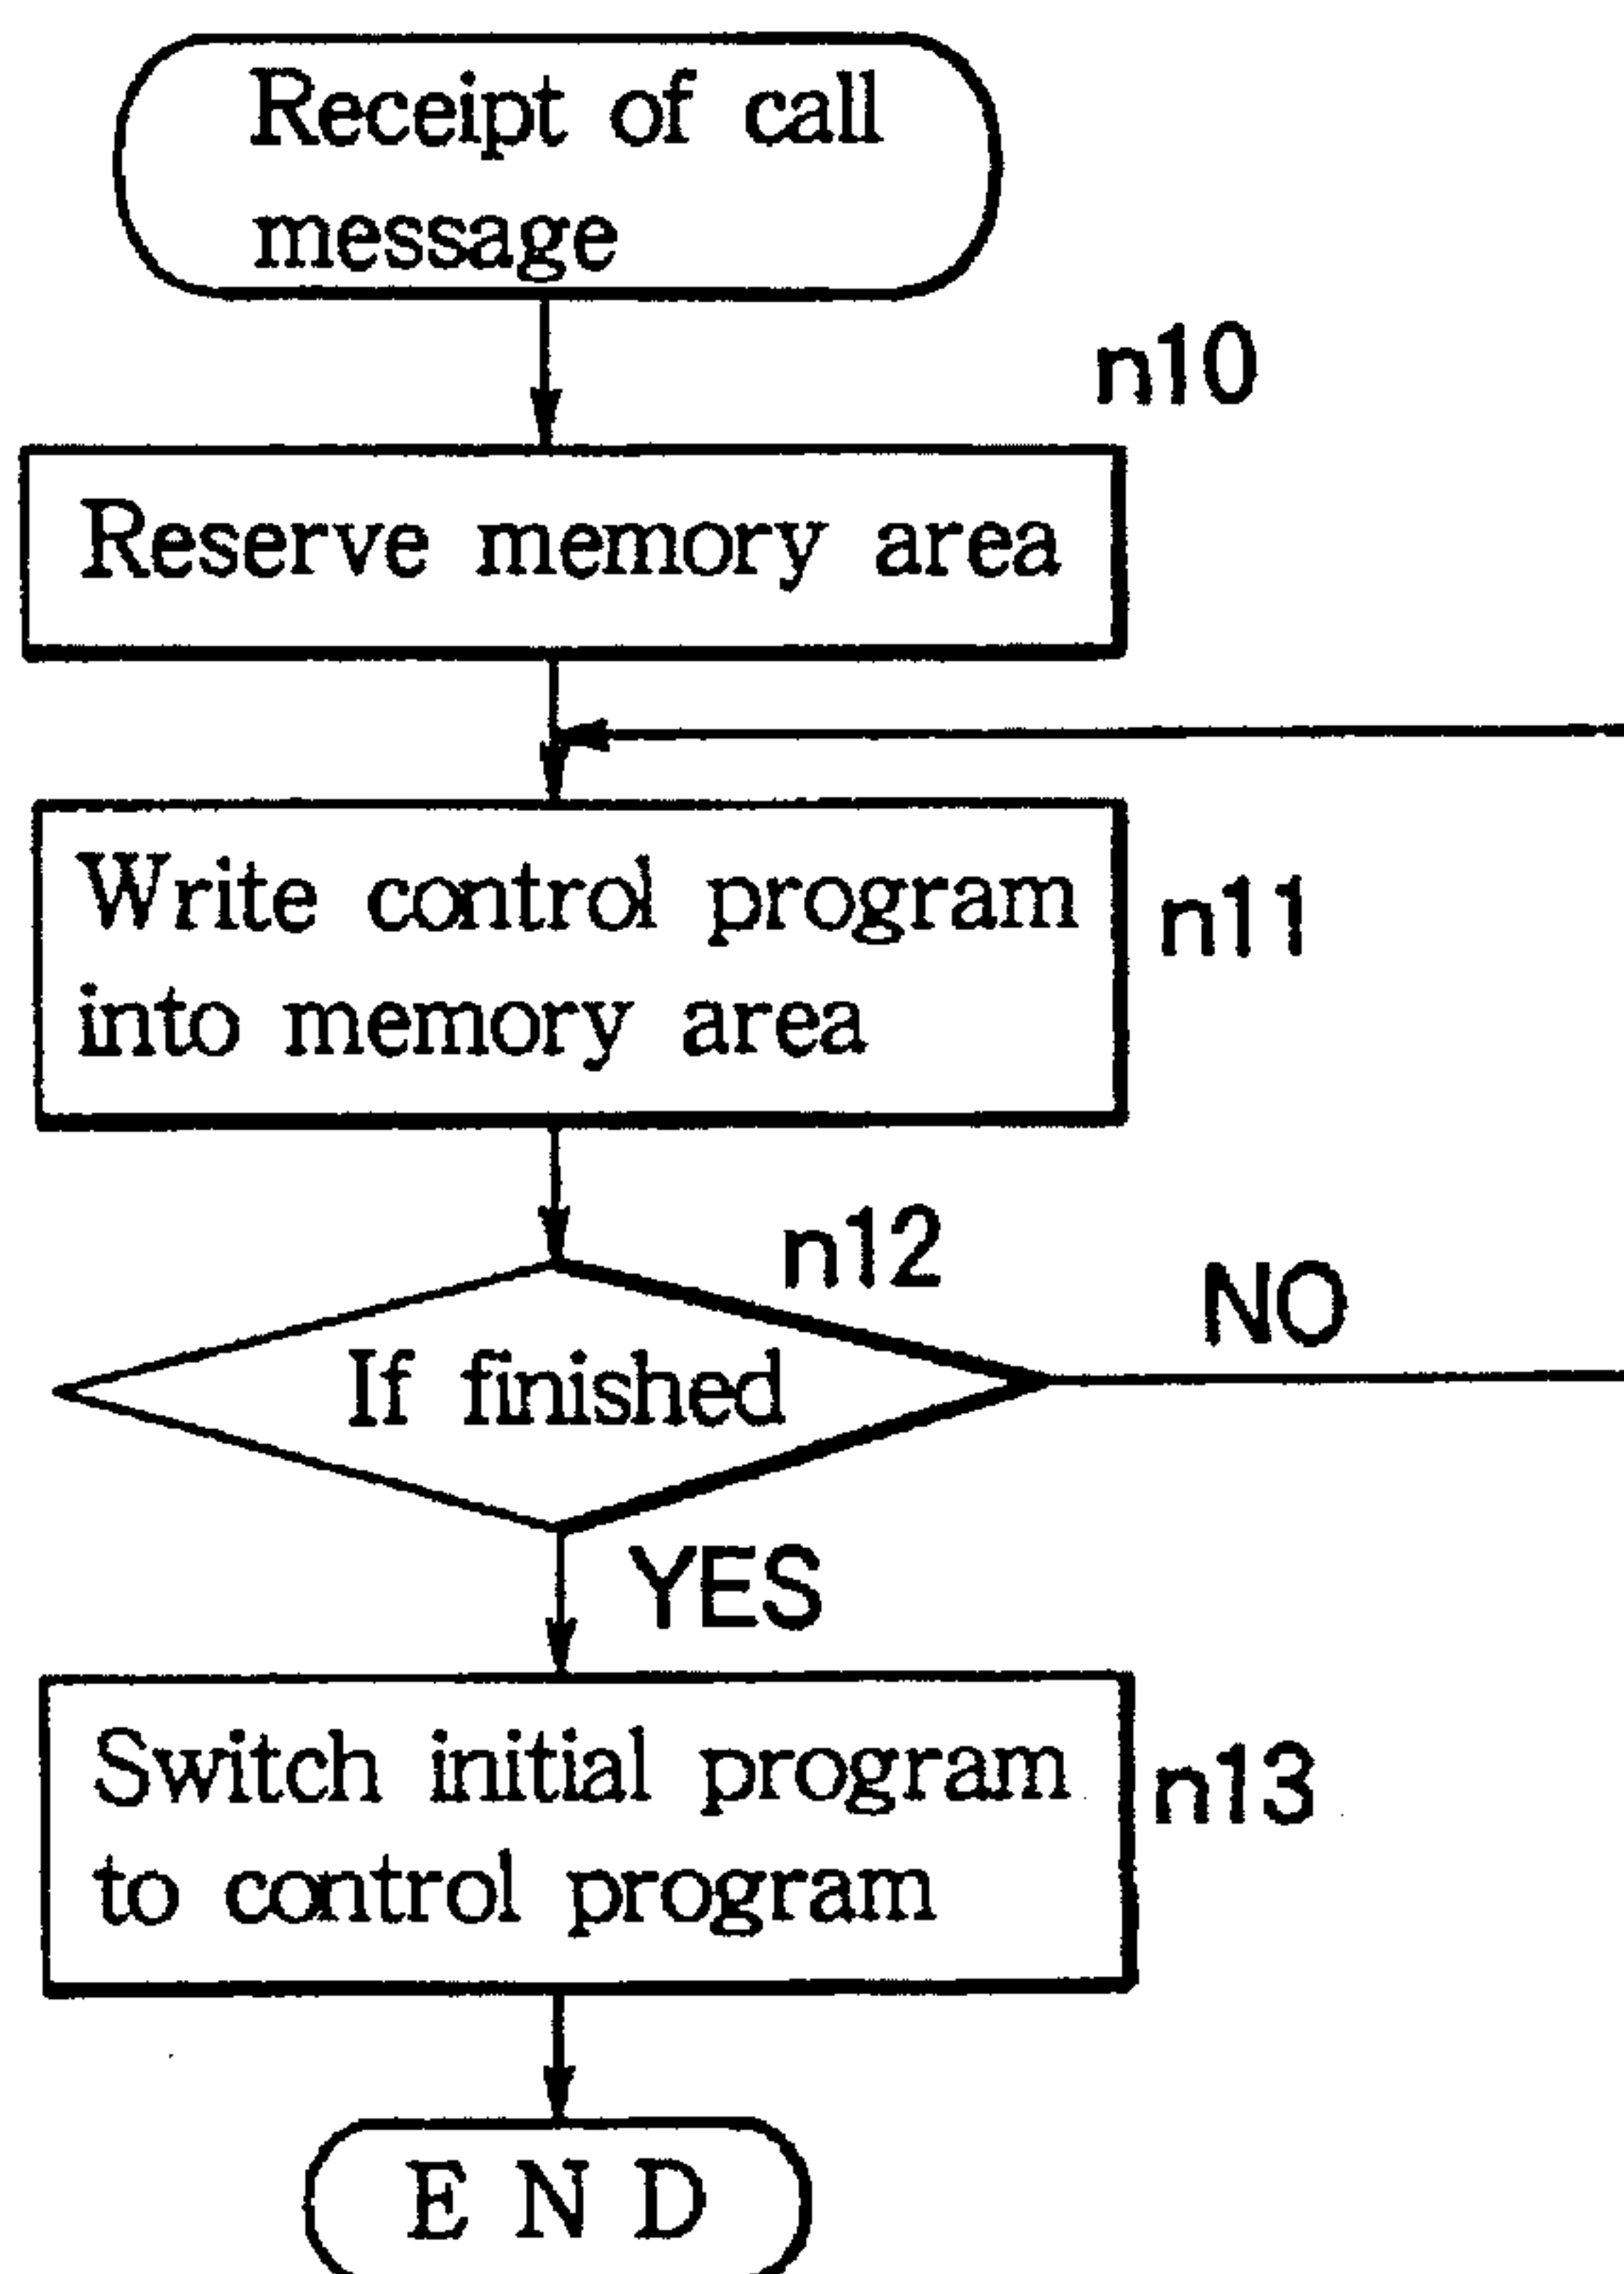 Receipt of call
message
n10
Reserve memory area
Write control program
into memory area
n11
n12
If finished
NO
YES
Switch initial program
to control program
n13
END